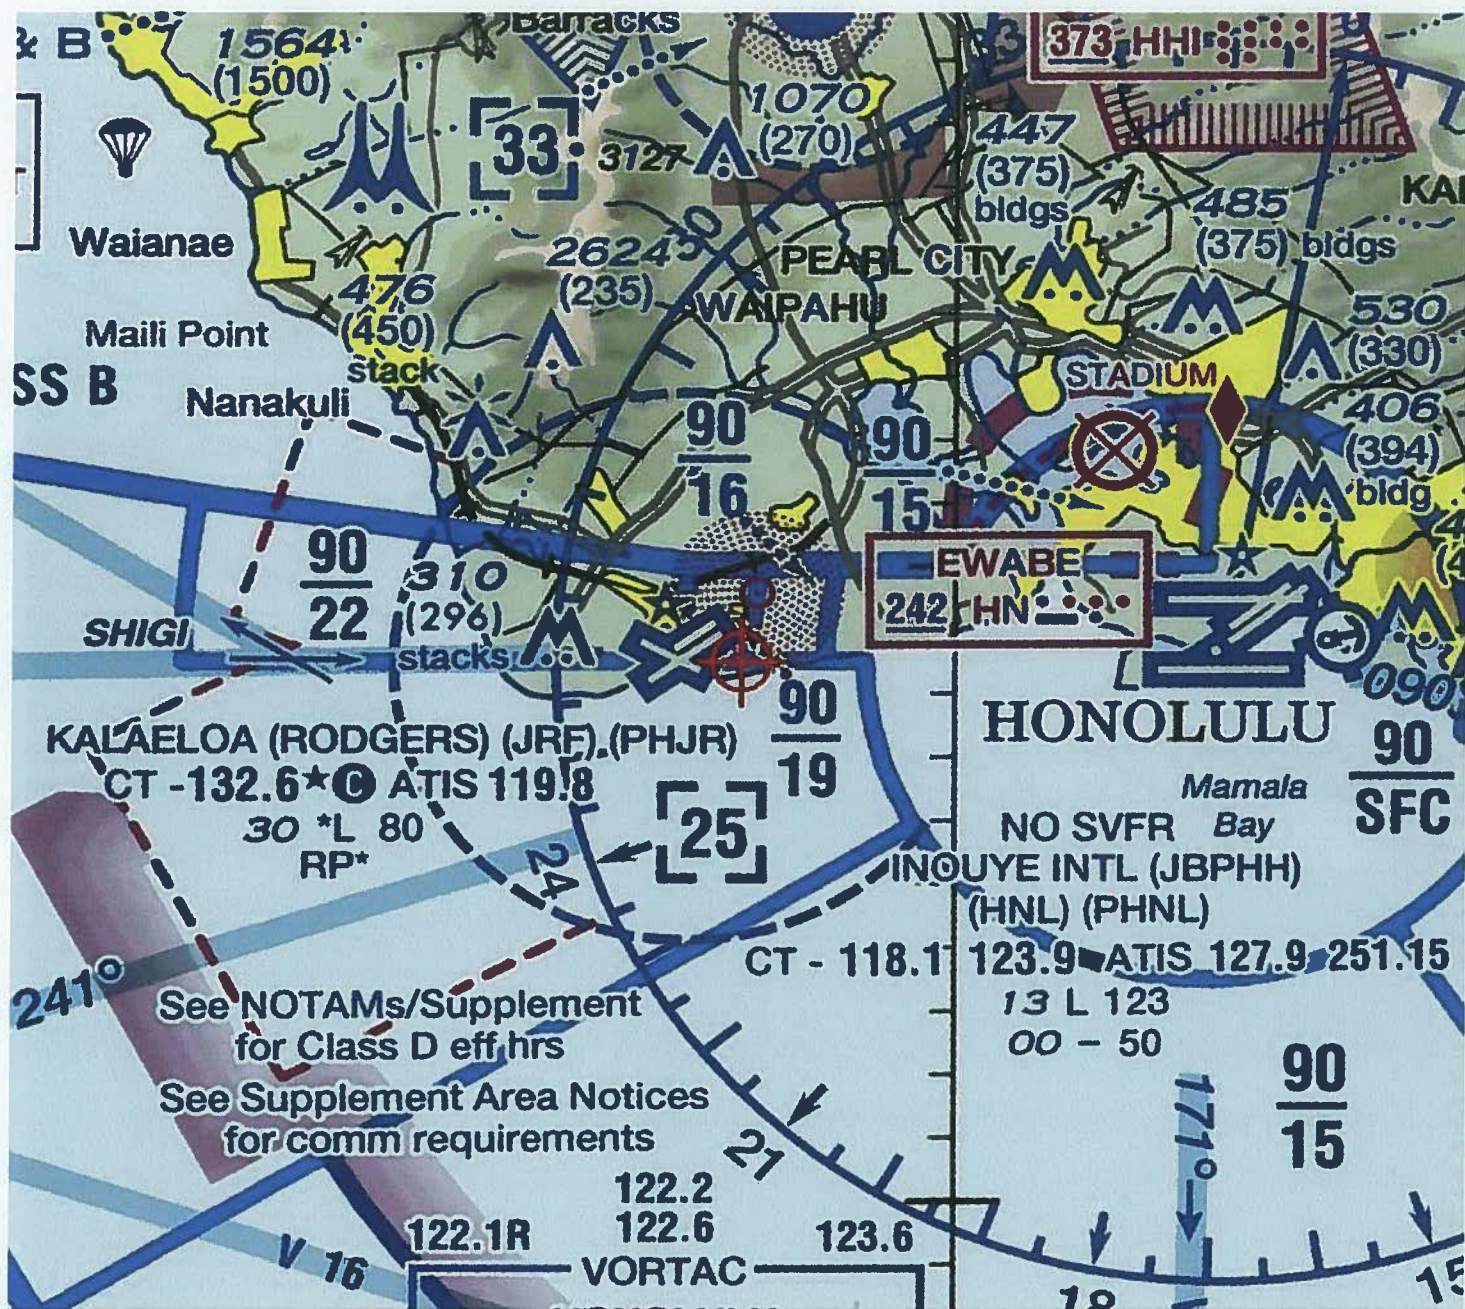 & B
1564
(1500)
Barracks
1070
(270)
373 HHI
447
(375)
bldgs
485
(375) bldgs
33
3127
30
Waianae
2624
(235)
PEARL CITY
WAIPAHU
476
(450)
stack
Maili Point
530
(330)
SS B
Nanakuli
STADIUM
406
(394)
bldg
90
16
90
15
90
22
310
(296)
stacks
SHIGI
EWABE
242 HN
90
19
HONOLULU
090
KALAELOA (RODGERS) (JRF) (PHJR)
CT - 132.6 ★ C ATIS 119.8
30 *L 80
RP*
25
24
90
SFC
Mamala
Bay
NO SVFR
INOUYE INTL (JBPHH)
(HNL) (PHNL)
CT - 118.1 123.9 ATIS 127.9 251.15
13 L 123
00 - 50
241°
See NOTAMs/Supplement
for Class D eff hrs
See Supplement Area Notices
for comm requirements
21
171°
90
15
122.2
122.1R 122.6 123.6
VORTAC
V 16
18
15